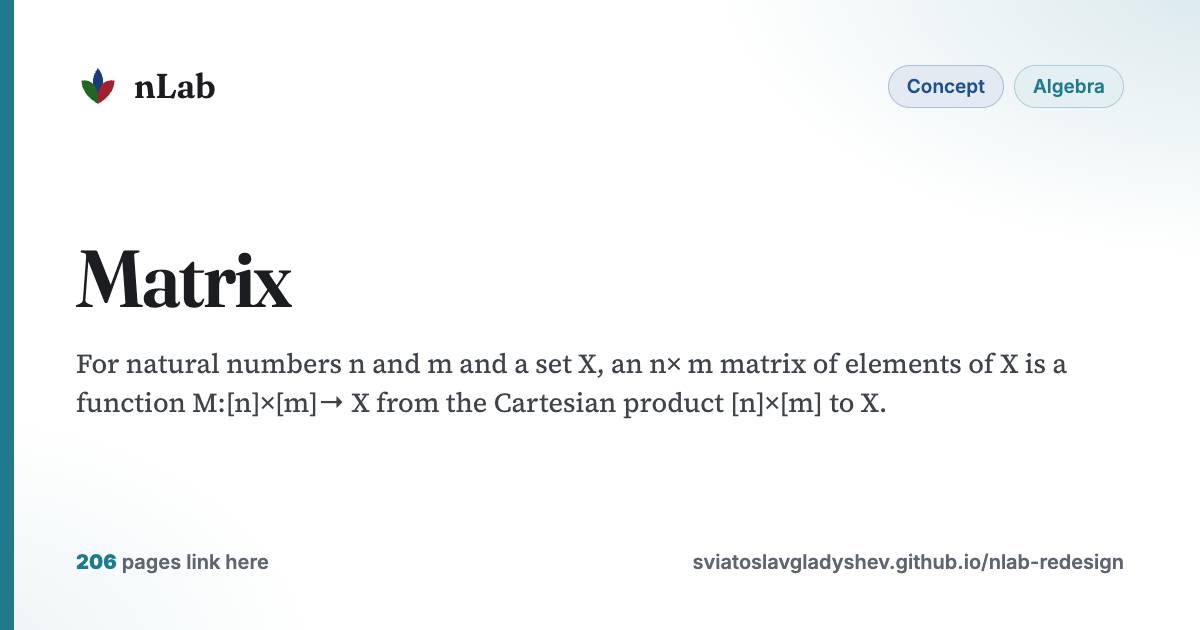 nLab
Concept
Algebra
Matrix
For natural numbers n and m and a set X, an n× m matrix of elements of X is a
function M:[n]×[m]→ X from the Cartesian product [n]×[m] to X.
206 pages link here
sviatoslavgladyshev.github.io/nlab-redesign